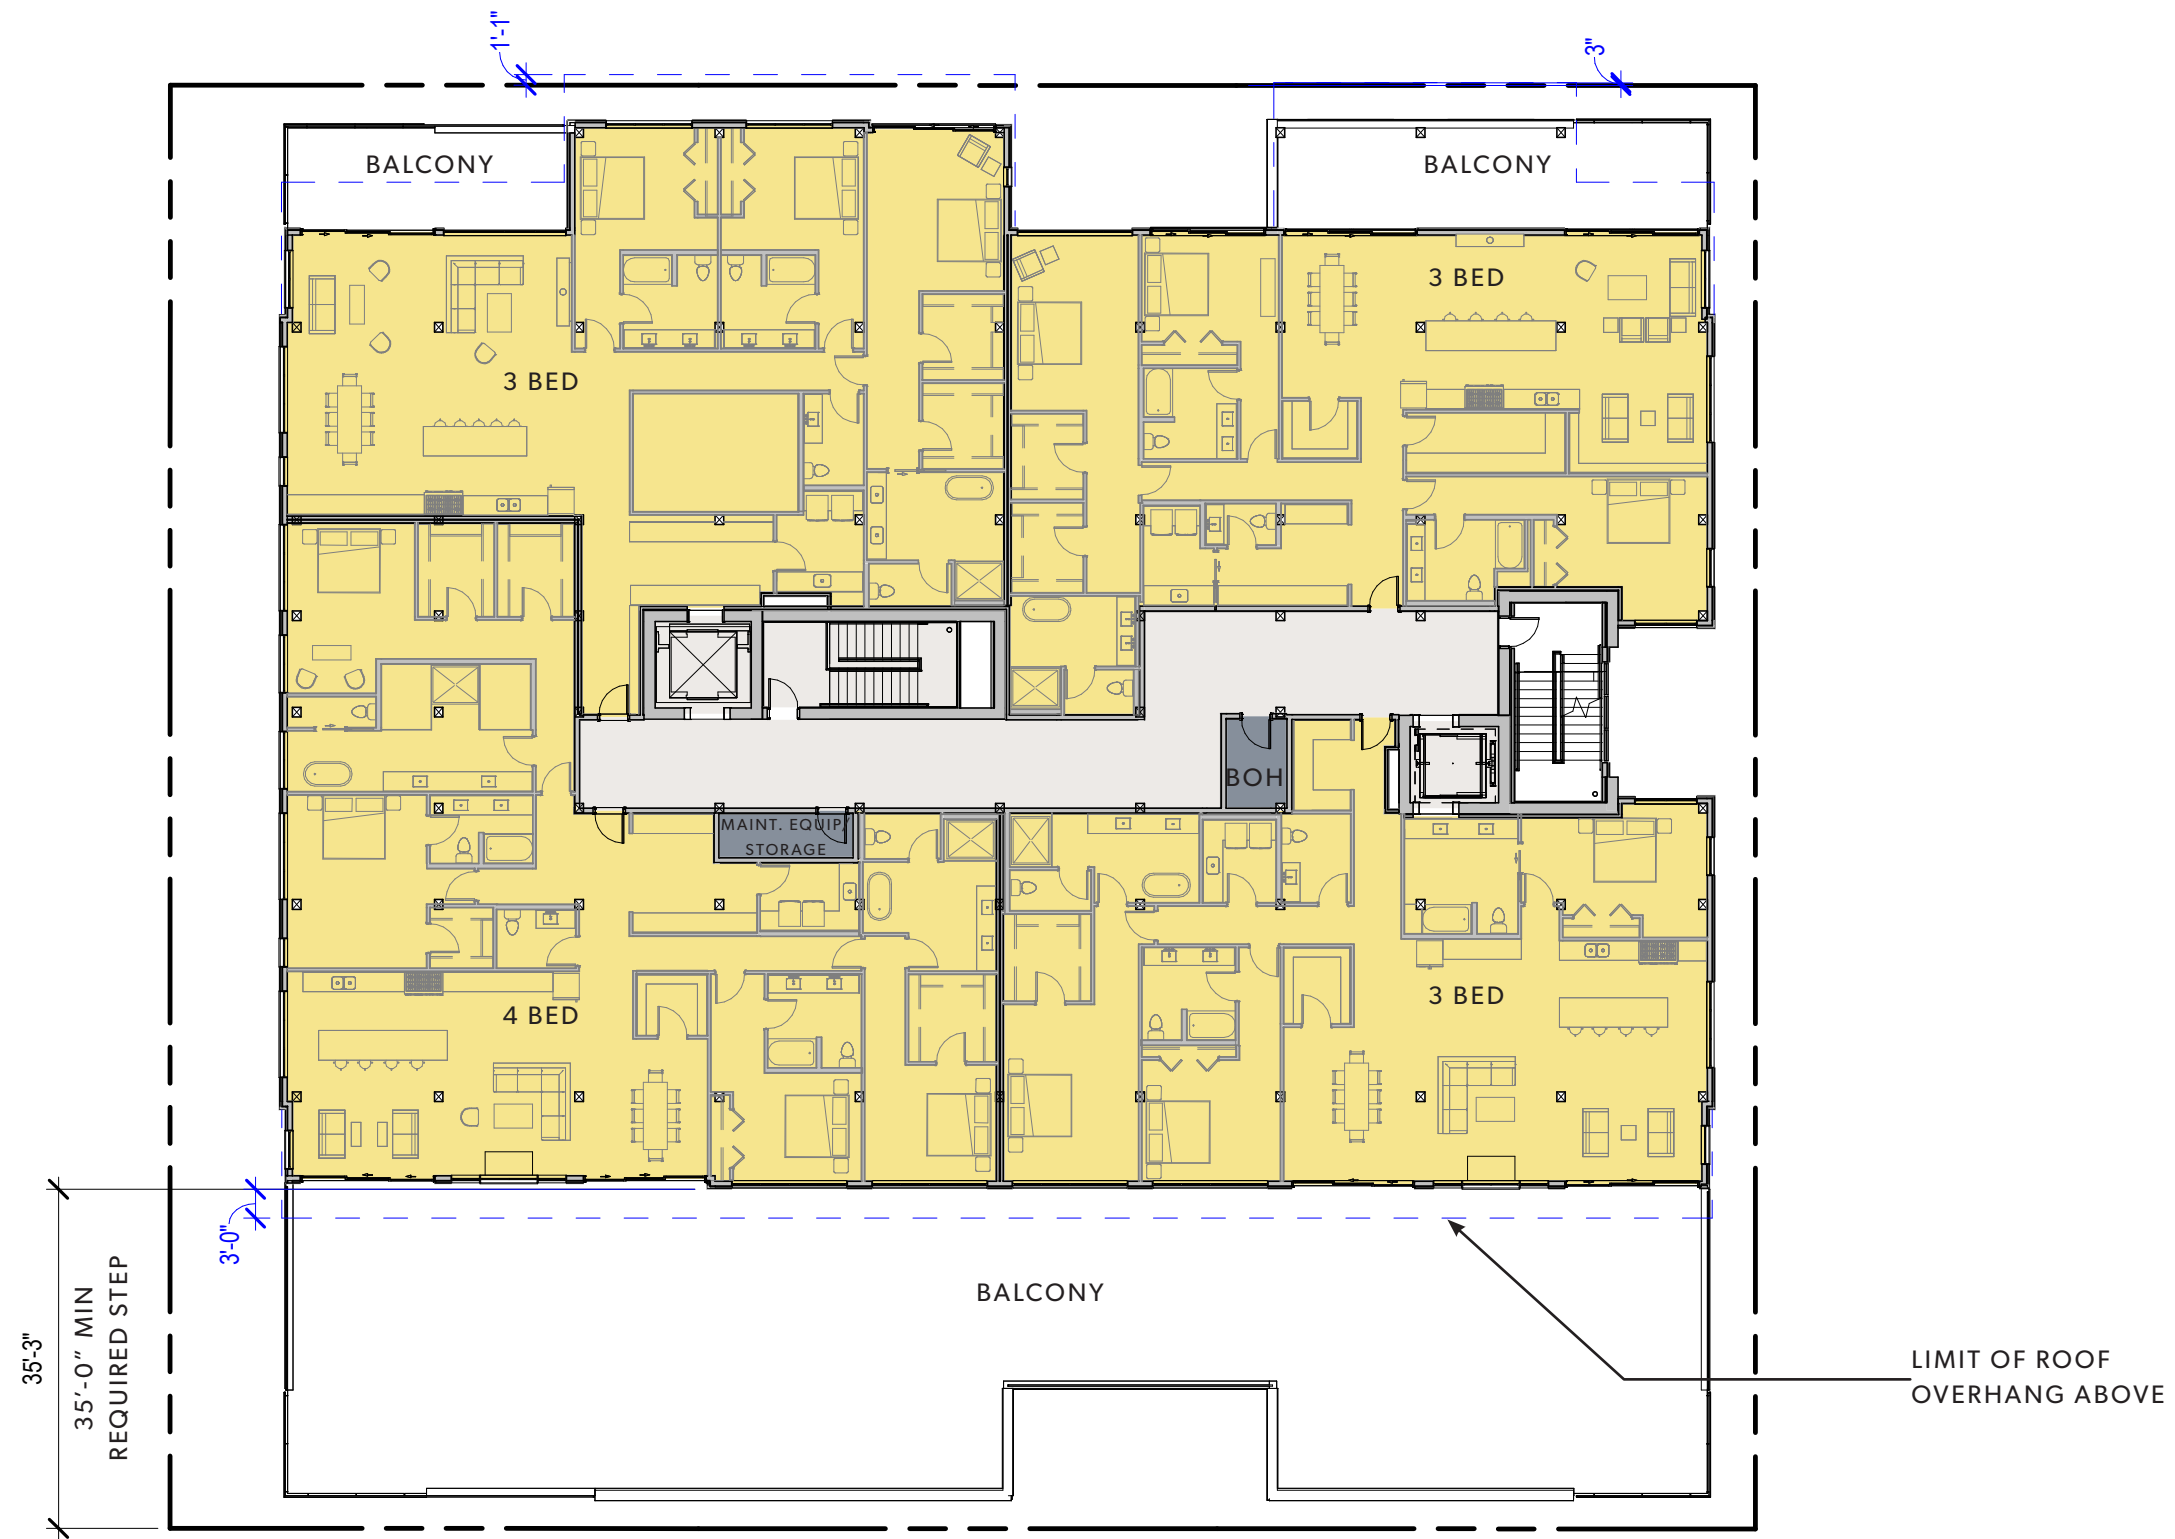 1'-1"
3"
BALCONY
BALCONY
3 BED
3 BED
BOH
MAINT. EQUIP/
STORAGE
4 BED
3 BED
3'-0"
BALCONY
35'-3"
35'-0" MIN
REQUIRED STEP
LIMIT OF ROOF
OVERHANG ABOVE